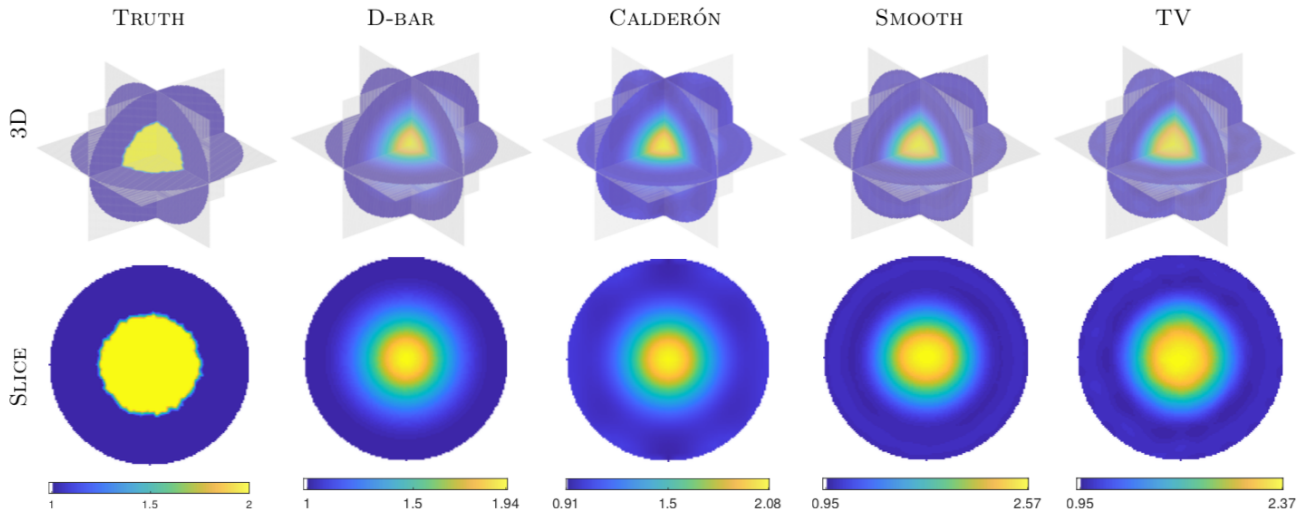 TRUTH D-BAR CALDERÓN SMOOTH TV
3D
SLICE
1 1.5 2 1 1.5 1.94 0.91 1.5 2.08 0.95 2.57 0.95 2.37